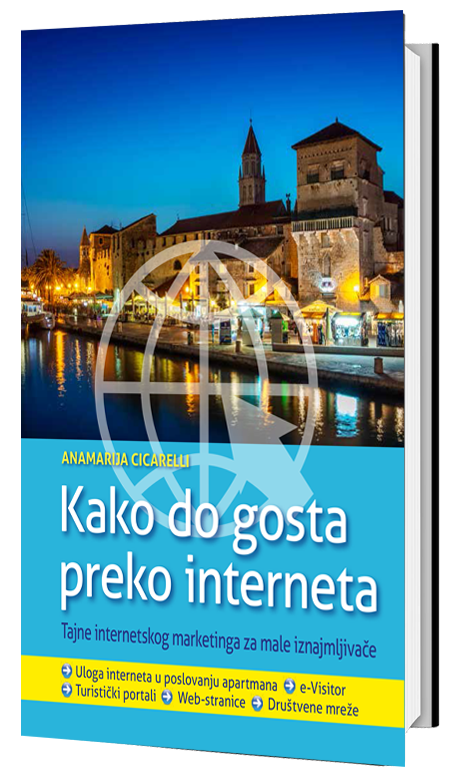 ANAMARIJA CICARELLI
Kako do gosta
preko interneta
Tajne internetskog marketinga za male iznajmljivače
Uloga interneta u poslovanju apartmana e-Visitor
Turistički portali Web-stranice Društvene mreže